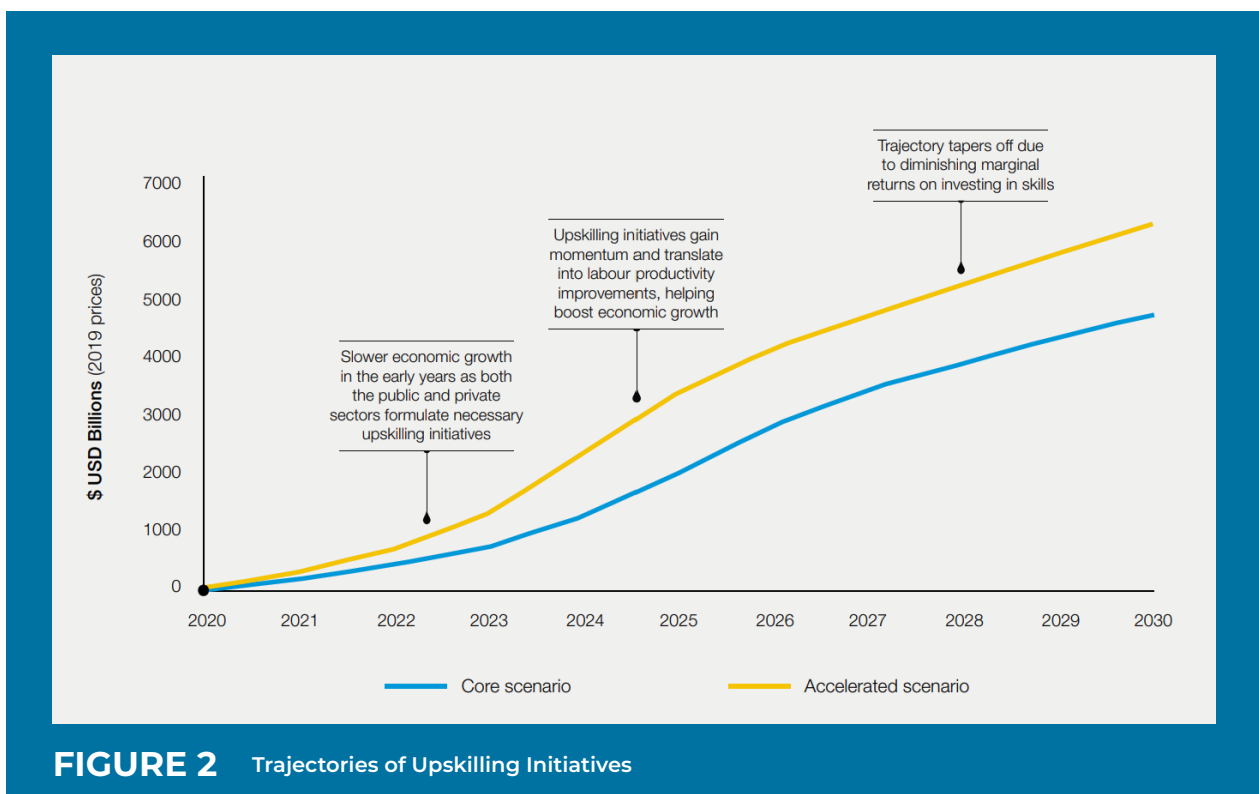 Trajectory tapers off due
to diminishing marginal
returns on investing in skills
Upskilling initiatives gain
momentum and translate
into labour productivity
improvements, helping
boost economic growth
Slower economic growth
in the early years as both
the public and private
sectors formulate necessary
upskilling initiatives
$ USD Billions (2019 prices)
7000
6000
5000
4000
3000
2000
1000
0
2020 2021 2022 2023 2024 2025 2026 2027 2028 2029 2030
Core scenario Accelerated scenario
FIGURE 2 Trajectories of Upskilling Initiatives